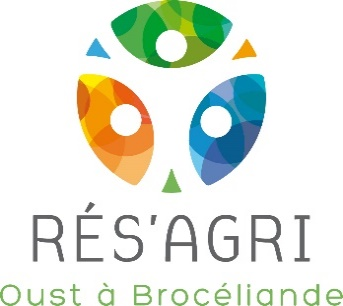 RÉS'AGRI
Oust à Brocéliande